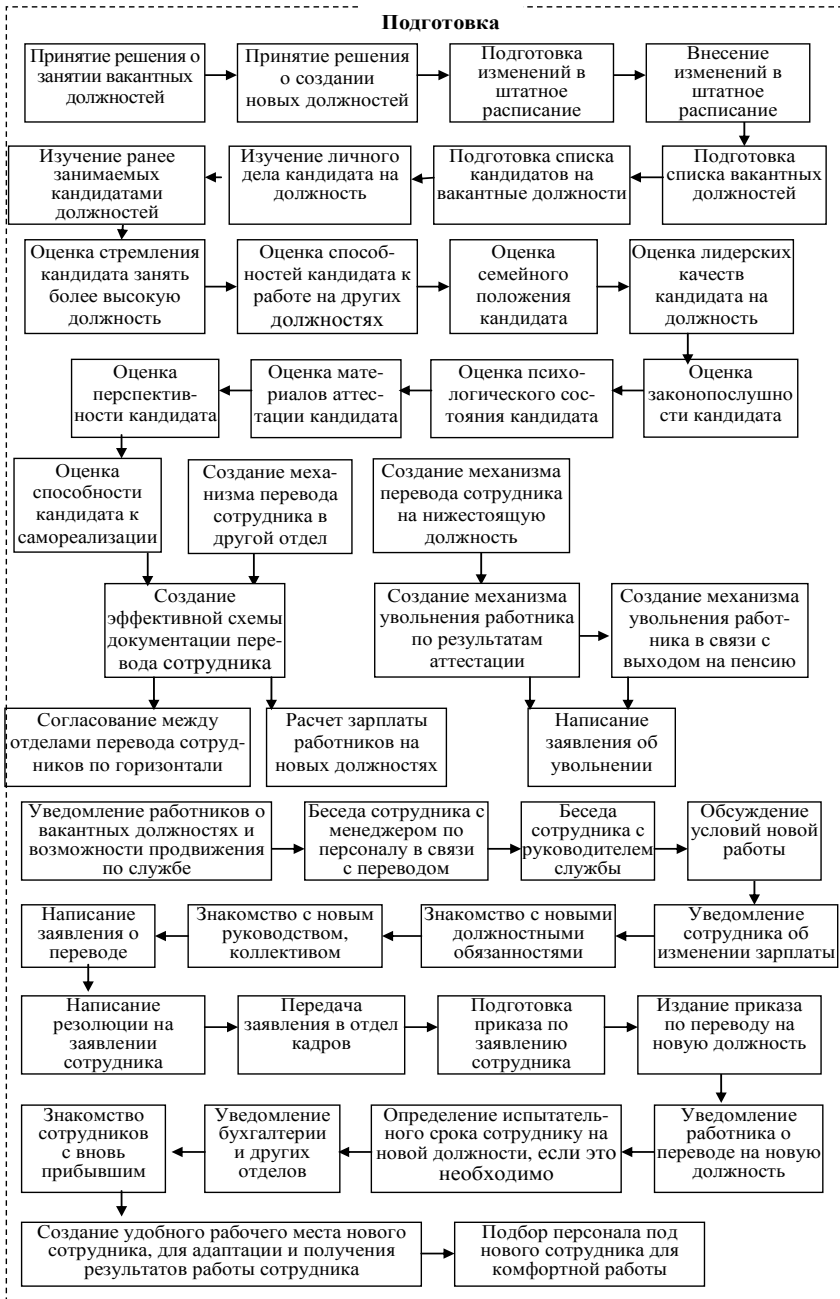 Подготовка
Принятие решения о
занятии вакантных
должностей
Принятие решения
о создании
новых должностей
Подготовка
изменений в
штатное
расписание
Внесение
изменений в
штатное
расписание
Изучение ранее
занимаемых
кандидатами
должностей
Изучение личного
дела кандидата на
должность
Подготовка списка
кандидатов на
вакантные должности
Подготовка
списка вакантных
должностей
Оценка стремления
кандидата занять
более высокую
должность
Оценка способ-
ностей кандидата к
работе на других
должностях
Оценка
семейного
положения
кандидата
Оценка лидерских
качеств
кандидата на
должность
Оценка
перспектив-
ности кандидата
Оценка мате-
риалов аттес-
тации кандидата
Оценка психо-
логического сос-
тояния кандидата
Оценка
законопослушно
сти кандидата
Оценка
способности
кандидата к
самореализации
Создание меха-
низма перевода
сотрудника в
другой отдел
Создание механизма
перевода сотрудника
на нижестоящую
должность
Создание
эффективной схемы
документации пере-
вода сотрудника
Создание механизма
увольнения работника
по результатам
аттестации
Создание механизма
увольнения работ-
ника в связи с
выходом на пенсию
Согласование между
отделами перевода сотруд-
ников по горизонтали
Расчет зарплаты
работников на
новых должностях
Написание
заявления об
увольнении
Уведомление работников о
вакантных должностях и
возможности продвижения
по службе
Беседа сотрудника с
менеджером по
персоналу в связи
с переводом
Беседа
сотрудника с
руководителем
службы
Обсуждение
условий новой
работы
Написание
заявления о
переводе
Знакомство с новым
руководством,
коллективом
Знакомство с новыми
должностными
обязанностями
Уведомление
сотрудника об
изменении зарплаты
Написание
резолюции на
заявлении
сотрудника
Передача
заявления в отдел
кадров
Подготовка
приказа по
заявлению
сотрудника
Издание приказа
по переводу на
новую должность
Знакомство
сотрудников
с вновь
прибывшим
Уведомление
бухгалтерии
и других
отделов
Определение испытатель-
ного срока сотруднику на
новой должности, если это
необходимо
Уведомление
работника о
переводе на новую
должность
Создание удобного рабочего места нового
сотрудника, для адаптации и получения
результатов работы сотрудника
Подбор персонала под
нового сотрудника для
комфортной работы